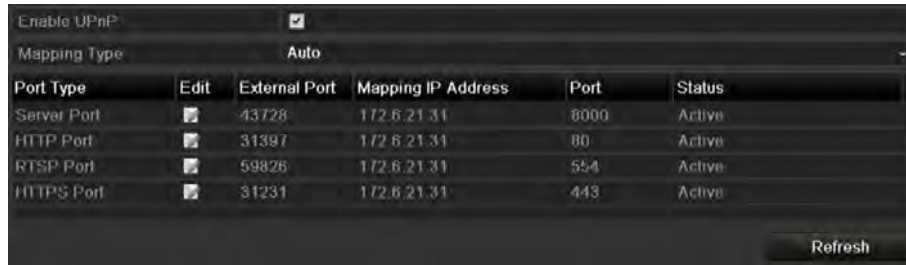 Enable UPnP
Mapping Type Auto
Port Type Edit External Port Mapping IP Address Port Status
Server Port 43728 172.6.21.31 8000 Active
HTTP Port 31397 172.6.21.31 80 Active
RTSP Port 59826 172.6.21.31 554 Active
HTTPS Port 31231 172.6.21.31 443 Active
Refresh